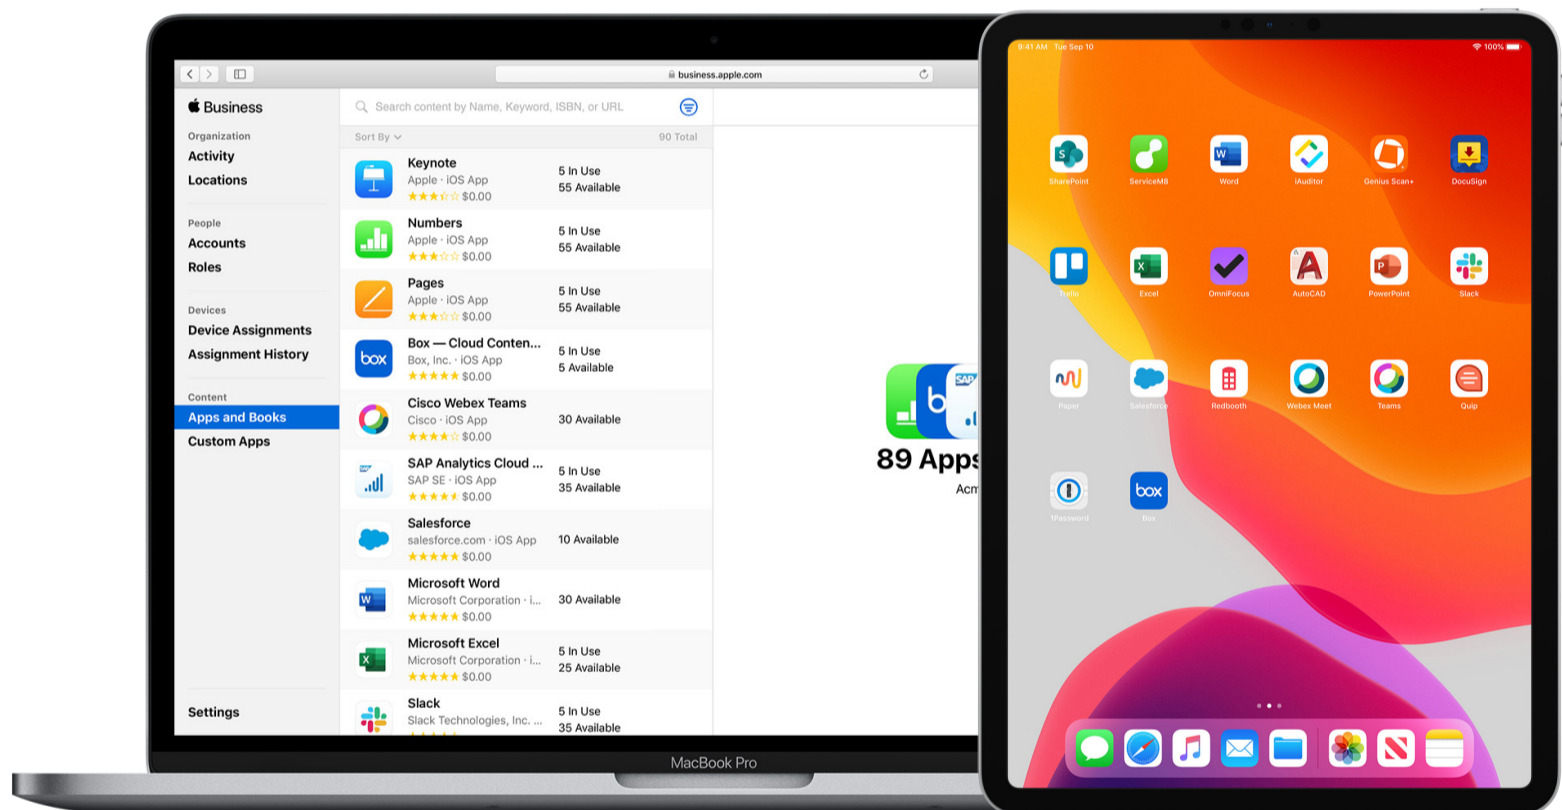 business.apple.com
Business
Search content by Name, Keyword, ISBN, or URL
Organization
Activity
Locations
People
Accounts
Roles
Devices
Device Assignments
Assignment History
Content
Apps and Books
Custom Apps
Settings
Sort By
90 Total
Keynote
Apple · iOS App
$0.00
5 In Use
55 Available
Numbers
Apple · iOS App
$0.00
5 In Use
55 Available
Pages
Apple · iOS App
$0.00
5 In Use
55 Available
box
Box — Cloud Conten...
Box, Inc. · iOS App
$0.00
5 In Use
5 Available
Cisco Webex Teams
Cisco · iOS App
$0.00
30 Available
SAP
SAP Analytics Cloud ...
SAP SE · iOS App
$0.00
5 In Use
35 Available
Salesforce
salesforce.com · iOS App
$0.00
10 Available
W
Microsoft Word
Microsoft Corporation · i...
$0.00
30 Available
X
Microsoft Excel
Microsoft Corporation · i...
$0.00
5 In Use
25 Available
Slack
Slack Technologies, Inc. ...
5 In Use
35 Available
b
SAP
89 Apps
Acm
MacBook Pro
9:41 AM Tue Sep 10
100%
S
W
SharePoint
ServiceM8
Word
iAuditor
Genius Scan+
DocuSign
X
A
P
Trello
Excel
OmniFocus
AutoCAD
PowerPoint
Slack
Paper
Salesforce
Redbooth
Webex Meet
Teams
Quip
box
1Password
Box